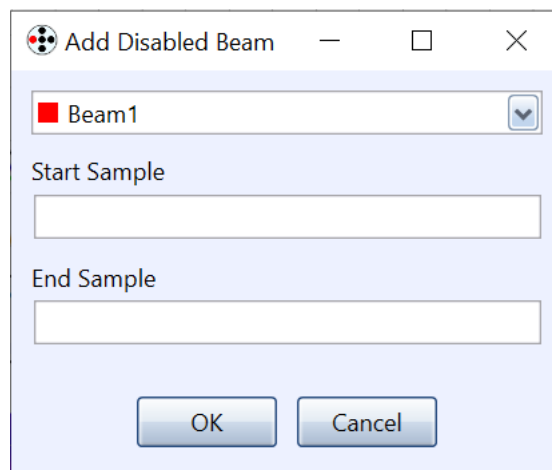 Add Disabled Beam
Beam1
Start Sample
End Sample
OK Cancel